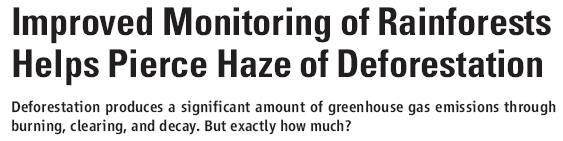 Improved Monitoring of Rainforests
Helps Pierce Haze of Deforestation
Deforestation produces a significant amount of greenhouse gas emissions through
burning, clearing, and decay. But exactly how much?